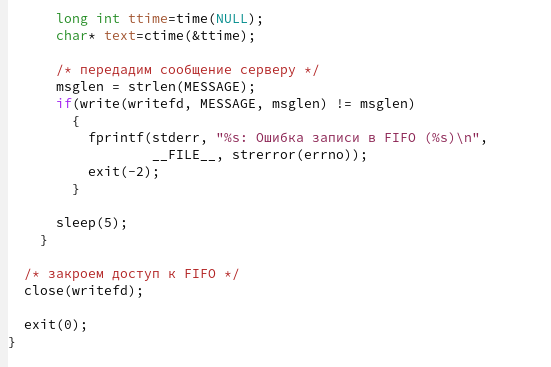 long int ttime=time(NULL);
char* text=ctime(&ttime);
/* передадим сообщение серверу */
msglen = strlen(MESSAGE);
if(write(writefd, MESSAGE, msglen) != msglen)
{
fprintf(stderr, "%s: Ошибка записи в FIFO (%s)\n",
__FILE__, strerror(errno));
exit(-2);
}
sleep(5);
}
/* закроем доступ к FIFO */
close(writefd);
exit(0);
}